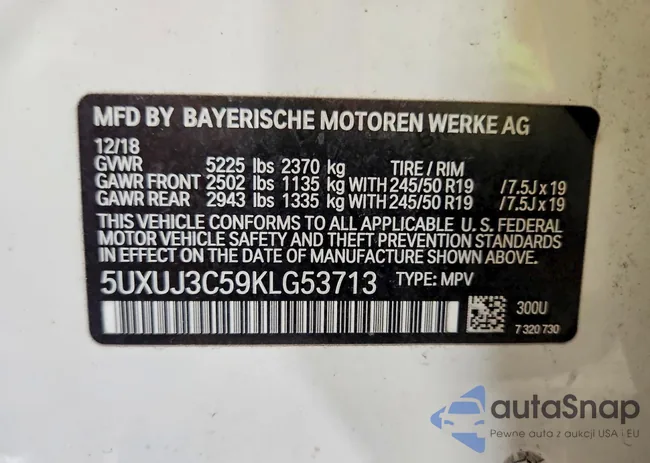 MFD BY BAYERISCHE MOTOREN WERKE AG
12/18
GVWR 5225 lbs 2370 kg TIRE / RIM
GAWR FRONT 2502 lbs 1135 kg WITH 245/50 R19 /7.5J x 19
GAWR REAR 2943 lbs 1335 kg WITH 245/50 R19 /7.5J x 19
THIS VEHICLE CONFORMS TO ALL APPLICABLE U. S. FEDERAL
MOTOR VEHICLE SAFETY AND THEFT PREVENTION STANDARDS
IN EFFECT ON THE DATE OF MANUFACTURE SHOWN ABOVE.
5UXUJ3C59KLG53713 TYPE: MPV
300U
7 320 730
autoSnap
Pewne auta z aukcji USA - EU